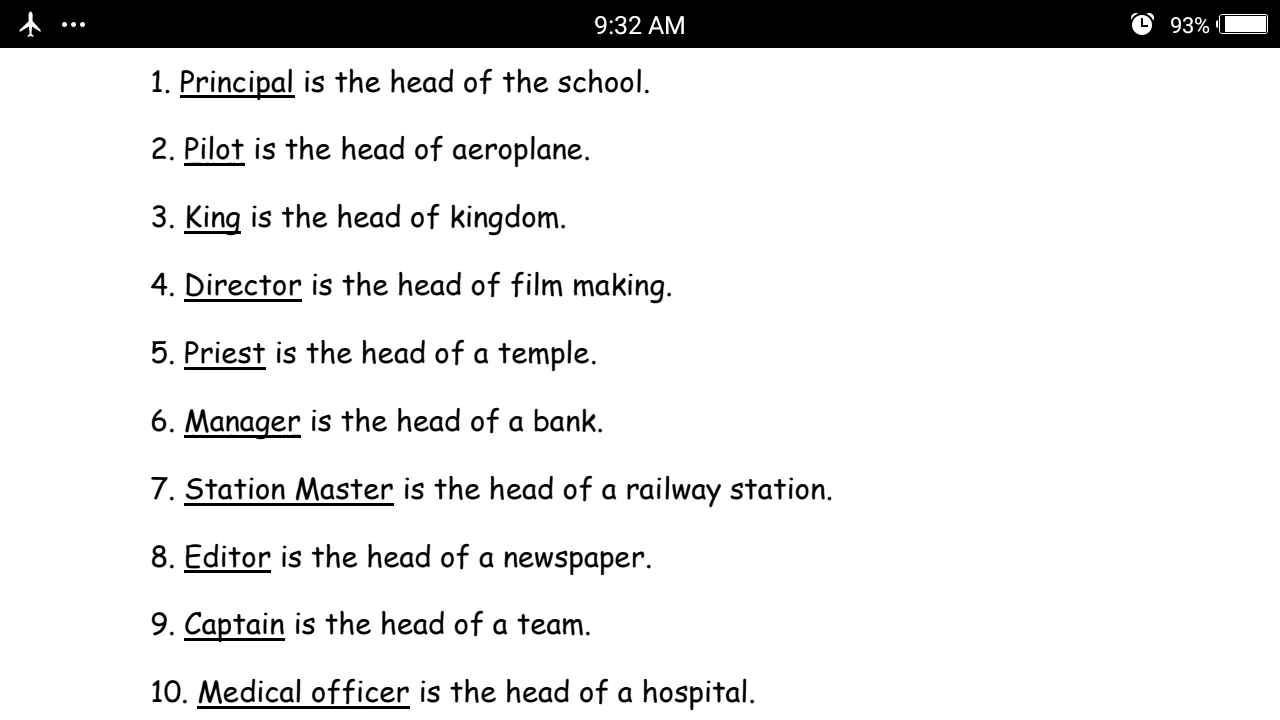 9:32 AM 93%
1. Principal is the head of the school.
2. Pilot is the head of aeroplane.
3. King is the head of kingdom.
4. Director is the head of film making.
5. Priest is the head of a temple.
6. Manager is the head of a bank.
7. Station Master is the head of a railway station.
8. Editor is the head of a newspaper.
9. Captain is the head of a team.
10. Medical officer is the head of a hospital.